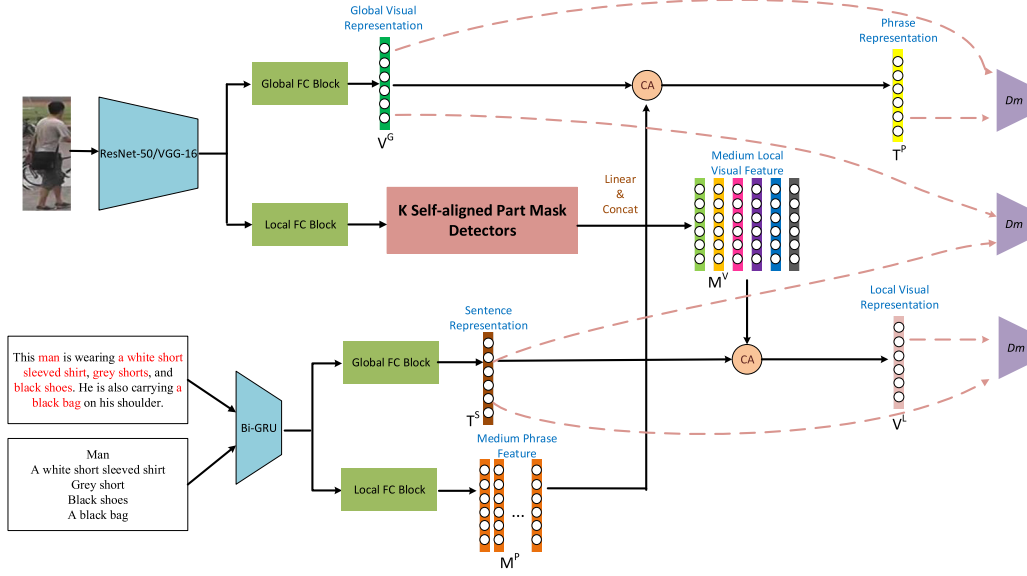 Global Visual
Representation
Phrase
Representation
Global FC Block
CA
Dm
V^G
T^P
ResNet-50/VGG-16
Medium Local
Visual Feature
Linear
&
Concat
Local FC Block
K Self-aligned Part Mask
Detectors
Dm
M^V
Sentence
Representation
Local Visual
Representation
This man is wearing a white short
sleeved shirt, grey shorts, and
black shoes. He is also carrying a
black bag on his shoulder.
Global FC Block
CA
Dm
T^S
V^L
Bi-GRU
Medium Phrase
Feature
Man
A white short sleeved shirt
Grey short
Black shoes
A black bag
Local FC Block
...
M^P